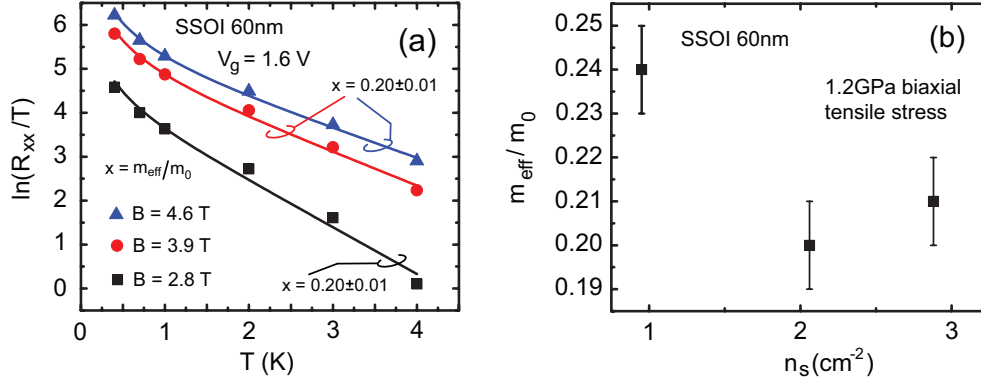 SSOI 60nm
(a)
V_g = 1.6 V
x = 0.20±0.01
x = m_eff/m_0
B = 4.6 T
B = 3.9 T
B = 2.8 T
x = 0.20±0.01
ln(R_xx/T)
6
5
4
3
2
1
0
0 1 2 3 4
T (K)
SSOI 60nm
(b)
1.2GPa biaxial
tensile stress
m_eff/m_0
0.25
0.24
0.23
0.22
0.21
0.20
0.19
1 2 3
n_s(cm^-2)